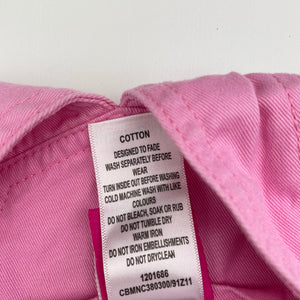 COTTON
DESIGNED TO FADE
WASH SEPARATELY BEFORE
WEAR
TURN INSIDE OUT BEFORE WASHING
COLD MACHINE WASH WITH LIKE
COLOURS
DO NOT BLEACH, SOAK OR RUB
DO NOT TUMBLE DRY
WARM IRON
DO NOT IRON EMBELLISHMENTS
DO NOT DRYCLEAN
1201686
CBMNC380300/91Z11